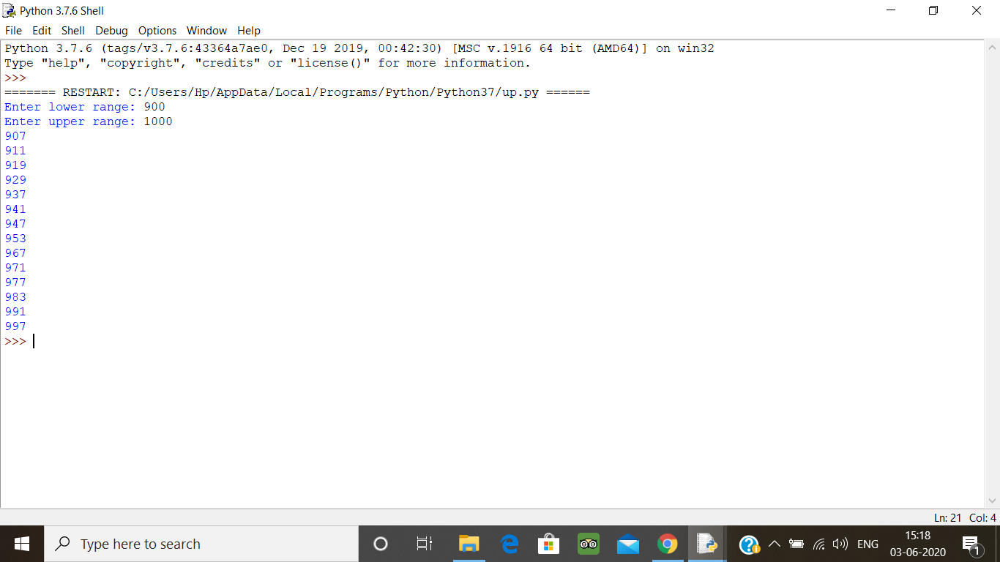 Python 3.7.6 Shell
File Edit Shell Debug Options Window Help
Python 3.7.6 (tags/v3.7.6:43364a7ae0, Dec 19 2019, 00:42:30) [MSC v.1916 64 bit (AMD64)] on win32
Type "help", "copyright", "credits" or "license()" for more information.
>>>
======= RESTART: C:/Users/Hp/AppData/Local/Programs/Python/Python37/up.py ======
Enter lower range: 900
Enter upper range: 1000
907
911
919
929
937
941
947
953
967
971
977
983
991
997
>>>
Ln: 21 Col: 4
Type here to search
ENG
15:18
03-06-2020
1